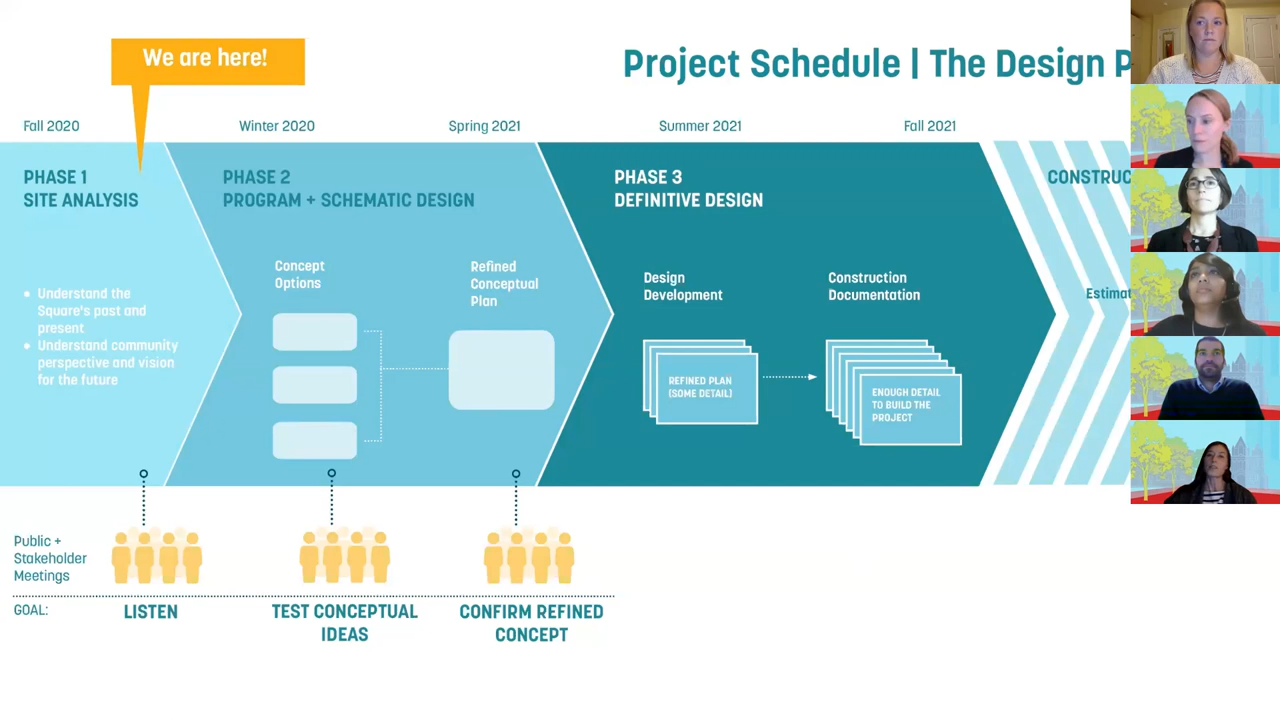 We are here!
Project Schedule | The Design P
Fall 2020
Winter 2020
Spring 2021
Summer 2021
Fall 2021
PHASE 1
SITE ANALYSIS
• Understand the
Square's past and
present
• Understand community
perspective and vision
for the future
PHASE 2
PROGRAM + SCHEMATIC DESIGN
Concept
Options
Refined
Conceptual
Plan
PHASE 3
DEFINITIVE DESIGN
Design
Development
REFINED PLAN
(SOME DETAIL)
Construction
Documentation
ENOUGH DETAIL
TO BUILD THE
PROJECT
CONSTRUC
Estimat
Public +
Stakeholder
Meetings
GOAL:
LISTEN
TEST CONCEPTUAL
IDEAS
CONFIRM REFINED
CONCEPT